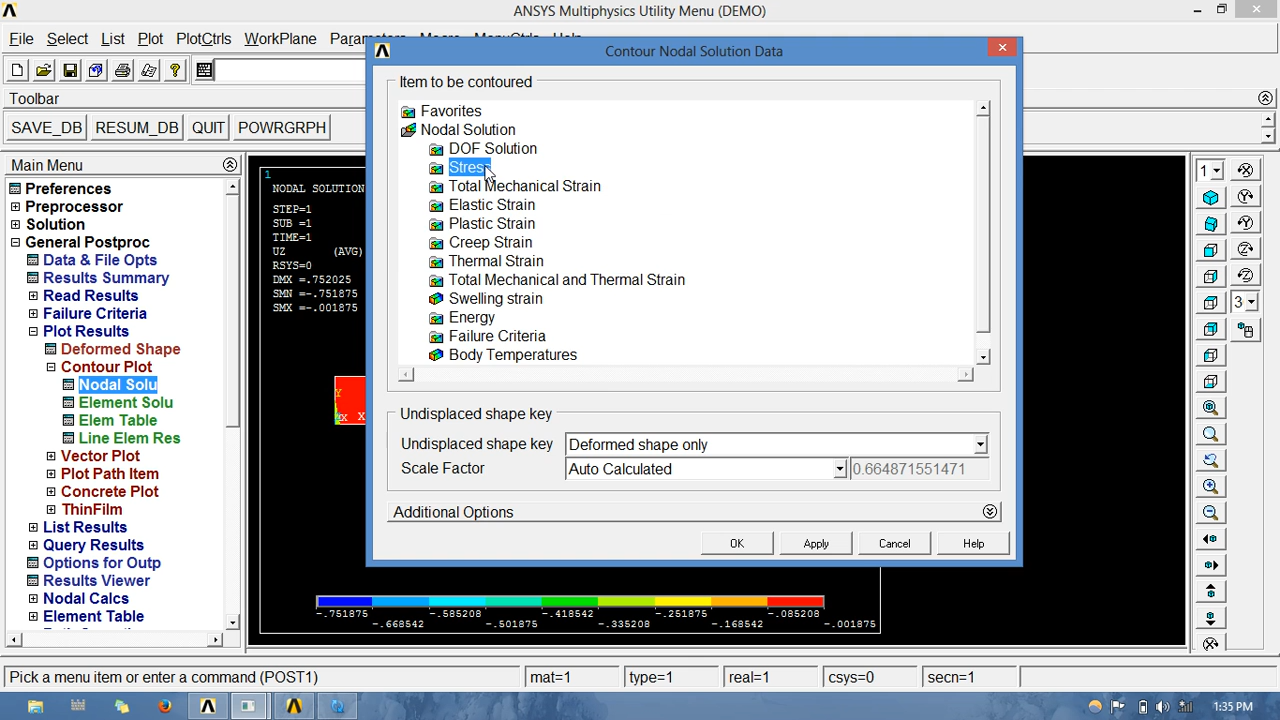 ANSYS Multiphysics Utility Menu (DEMO)
File Select List Plot PlotCtrls WorkPlane
Contour Nodal Solution Data
Toolbar
SAVE_DB RESUM_DB QUIT POWRGRPH
Main Menu
Preferences
Preprocessor
Solution
General Postproc
Data & File Opts
Results Summary
Read Results
Failure Criteria
Plot Results
Deformed Shape
Contour Plot
Nodal Solu
Element Solu
Elem Table
Line Elem Res
Vector Plot
Plot Path Item
Concrete Plot
ThinFilm
List Results
Query Results
Options for Outp
Results Viewer
Nodal Calcs
Element Table
1
NODAL SOLUTION
STEP=1
SUB =1
TIME=1
UZ (AVG)
RSYS=0
DMX =.752025
SMN =-.751875
SMX =-.001875
Y
X X
Item to be contoured
Favorites
Nodal Solution
DOF Solution
Stress
Total Mechanical Strain
Elastic Strain
Plastic Strain
Creep Strain
Thermal Strain
Total Mechanical and Thermal Strain
Swelling strain
Energy
Failure Criteria
Body Temperatures
Undisplaced shape key
Undisplaced shape key Deformed shape only
Scale Factor Auto Calculated 0.664871551471
Additional Options
OK Apply Cancel Help
-.751875 -.585208 -.418542 -.251875 -.085208
-.668542 -.501875 -.335208 -.168542 -.001875
1
3
Pick a menu item or enter a command (POST1) mat=1 type=1 real=1 csys=0 secn=1
1:35 PM